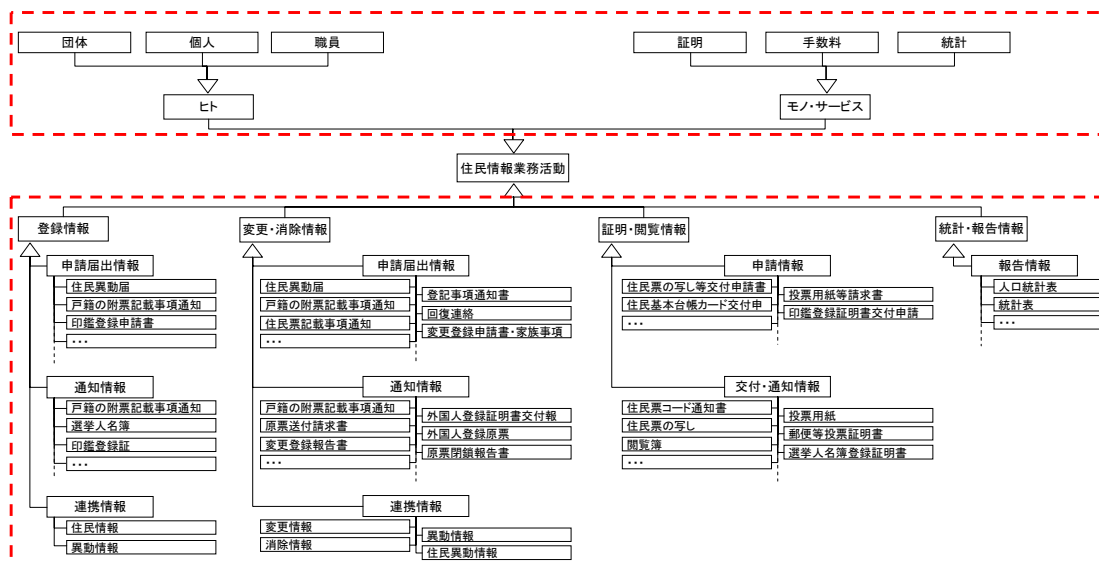 団体
個人
職員
証明
手数料
統計
ヒト
モノ・サービス
住民情報業務活動
登録情報
変更・消除情報
証明・閲覧情報
統計・報告情報
申請届出情報
住民異動届
戸籍の附票記載事項通知
印鑑登録申請書
・・・
通知情報
戸籍の附票記載事項通知
選挙人名簿
印鑑登録証
・・・
連携情報
住民情報
異動情報
申請届出情報
住民異動届
戸籍の附票記載事項通知
住民票記載事項通知
・・・
登記事項通知書
回復連絡
変更登録申請書・家族事項
通知情報
戸籍の附票記載事項通知
原票送付請求書
変更登録報告書
・・・
外国人登録証明書交付報
外国人登録原票
原票閉鎖報告書
連携情報
変更情報
消除情報
異動情報
住民異動情報
申請情報
住民票の写し等交付申請書
住民基本台帳カード交付申
・・・
投票用紙等請求書
印鑑登録証明書交付申請
交付・通知情報
住民票コード通知書
住民票の写し
閲覧簿
・・・
投票用紙
郵便等投票証明書
選挙人名簿登録証明書
報告情報
人口統計表
統計表
・・・